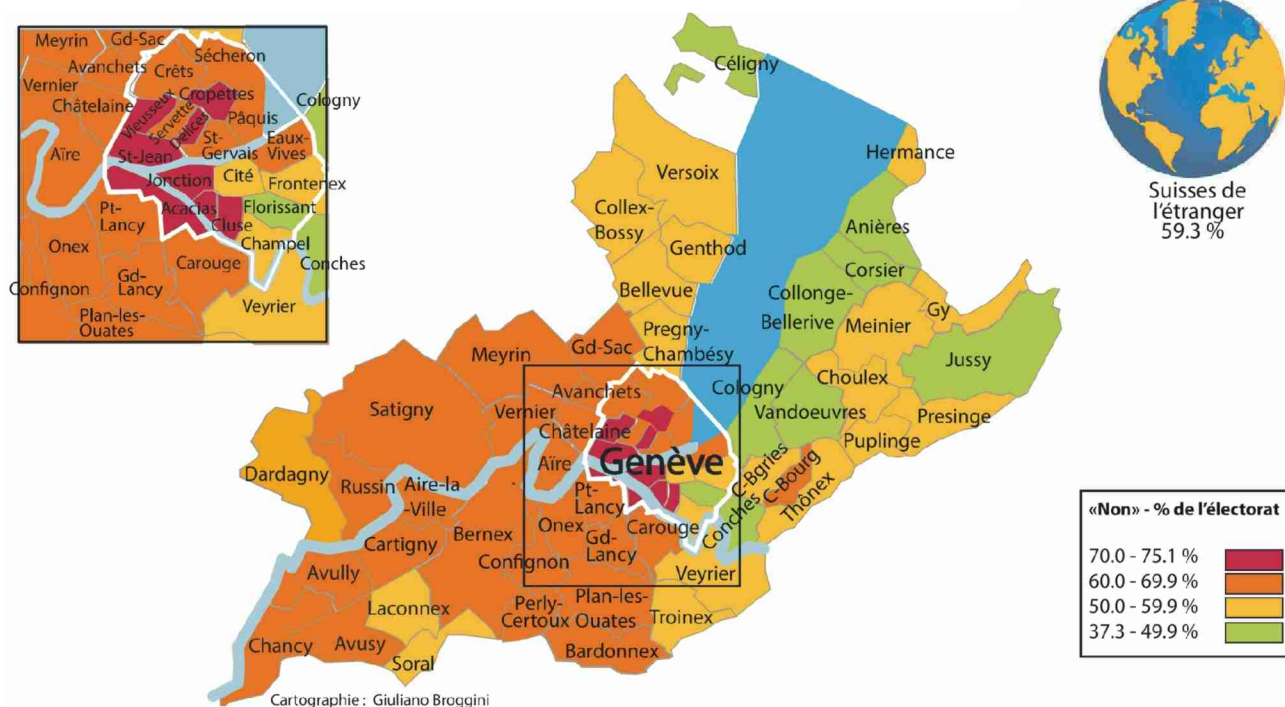 Meyrin
Gd-Sac
Sécheron
Avanchets
Crêts
Vernier
Châtelaine
Vieusseux
Cropettes
Cologny
Servette
Délices
Pâquis
Aïre
St-Jean
St-
Gervais
Eaux-
Vives
Jonction
Cité
Frontenex
Pt-
Lancy
Acacias
Florissant
Cluse
Onex
Champel
Carouge
Conches
Gd-
Lancy
Confignon
Plan-les-
Ouates
Veyrier
Céligny
Hermance
Versoix
Collex-
Bossy
Genthod
Anières
Corsier
Bellevue
Collonge-
Bellerive
Gy
Meinier
Pregny-
Chambésy
Jussy
Meyrin
Gd-Sac
Choulex
Avanchets
Cologny
Satigny
Vernier
Vandoeuvres
Presinge
Châtelaine
Puplinge
Genève
Aïre
C-Bgries
C-Bourg
Thônex
Dardagny
Russin
Aire-la
-Ville
Pt-
Lancy
Conches
Cartigny
Bernex
Onex
Carouge
Gd-
Lancy
Confignon
Veyrier
Avully
Laconnex
Perly-
Certoux
Plan-les-
Ouates
Troinex
Chancy
Avusy
Soral
Bardonnex
Cartographie : Giuliano Broggini
Suisses de
l'étranger
59.3 %
«Non» - % de l'électorat
70.0 - 75.1 %
60.0 - 69.9 %
50.0 - 59.9 %
37.3 - 49.9 %